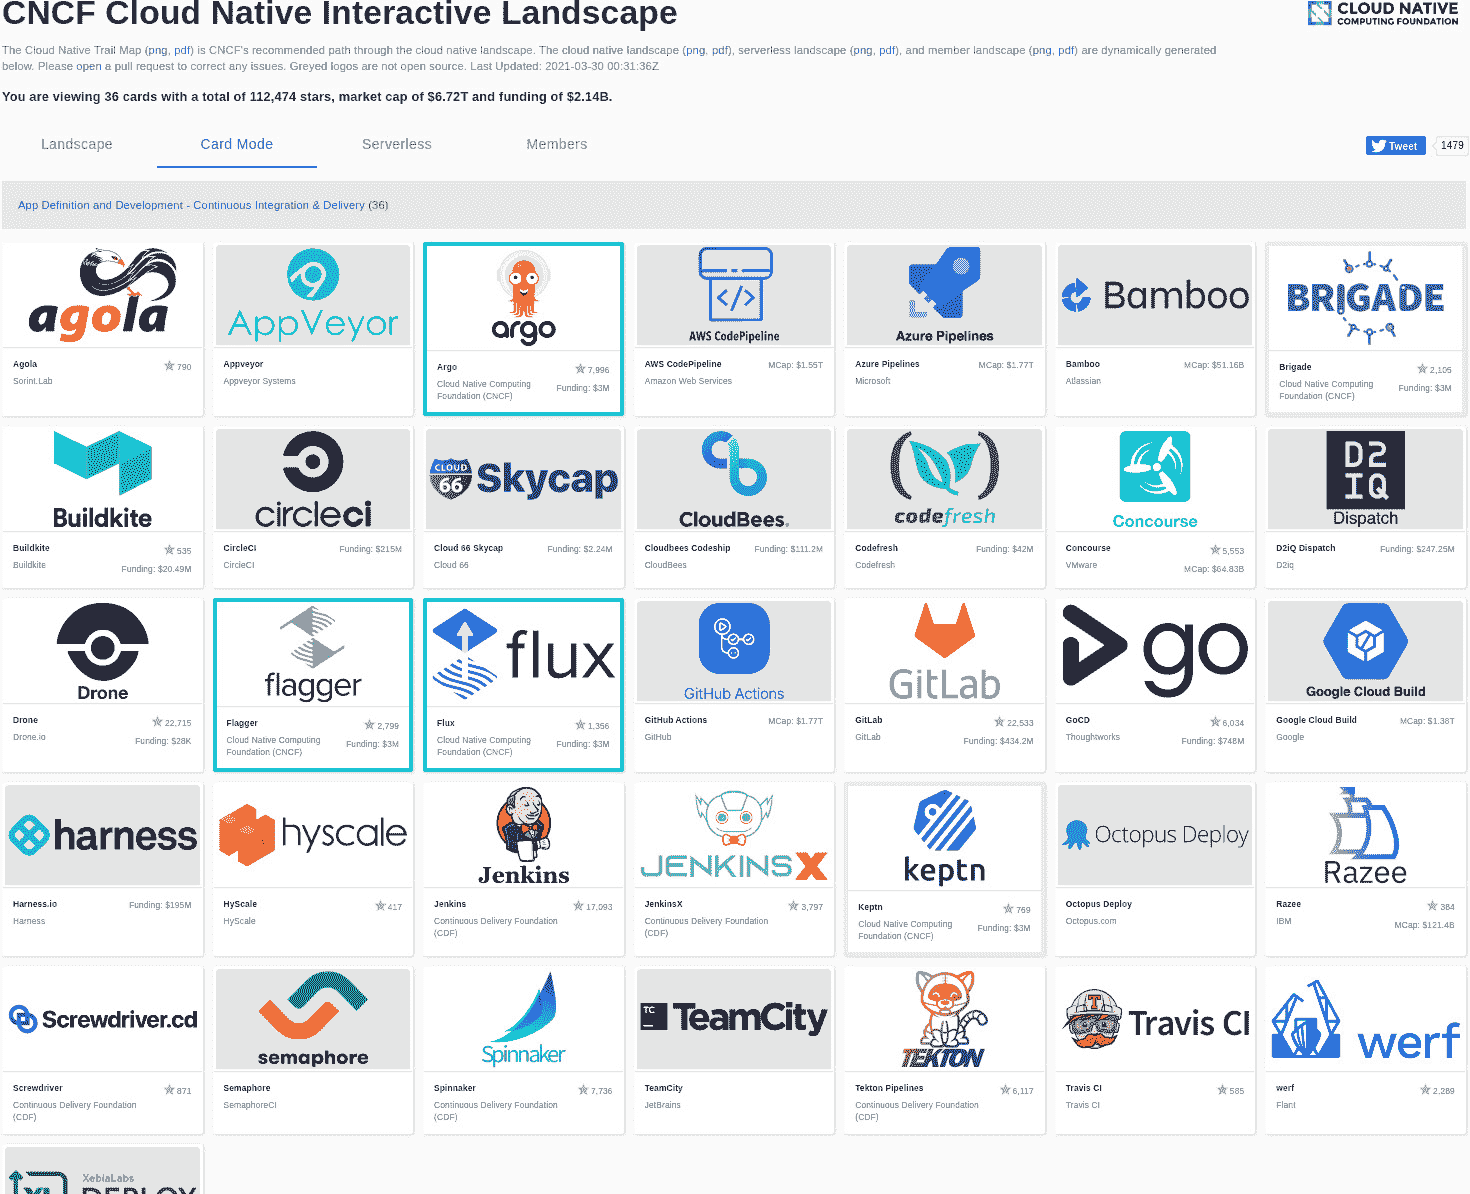 CNCF Cloud Native Interactive Landscape
CLOUD NATIVE
COMPUTING FOUNDATION
The Cloud Native Trail Map (png, pdf) is CNCF's recommended path through the cloud native landscape. The cloud native landscape (png, pdf), serverless landscape (png, pdf), and member landscape (png, pdf) are dynamically generated
below. Please open a pull request to correct any issues. Greyed logos are not open source. Last Updated: 2021-03-30 00:31:36Z
You are viewing 36 cards with a total of 112,474 stars, market cap of $6.72T and funding of $2.14B.
Landscape
Card Mode
Serverless
Members
Tweet
1479
App Definition and Development - Continuous Integration & Delivery (36)
agola
Agola
790
Sorint.Lab
AppVeyor
Appveyor
Appveyor Systems
argo
Argo
7,996
Cloud Native Computing
Foundation (CNCF)
Funding: $3M
</>
AWS CodePipeline
AWS CodePipeline
MCap: $1.55T
Amazon Web Services
Azure Pipelines
Azure Pipelines
MCap: $1.77T
Microsoft
Bamboo
Bamboo
MCap: $51.16B
Atlassian
BRIGADE
Brigade
2,105
Cloud Native Computing
Foundation (CNCF)
Funding: $3M
Buildkite
Buildkite
535
Buildkite
Funding: $20.49M
circleci
CircleCI
Funding: $215M
CircleCI
CLOUD
66
Skycap
Cloud 66 Skycap
Funding: $2.24M
Cloud 66
CloudBees.
Cloudbees Codeship
Funding: $111.2M
CloudBees
codefresh
Codefresh
Funding: $42M
Codefresh
Concourse
Concourse
5,553
VMware
MCap: $64.83B
D2
IQ
Dispatch
D2iQ Dispatch
Funding: $247.25M
D2iq
Drone
Drone
22,715
Drone.io
Funding: $28K
flagger
Flagger
2,799
Cloud Native Computing
Foundation (CNCF)
Funding: $3M
flux
Flux
1,356
Cloud Native Computing
Foundation (CNCF)
Funding: $3M
GitHub Actions
GitHub Actions
MCap: $1.77T
GitHub
GitLab
GitLab
22,533
GitLab
Funding: $434.2M
go
GoCD
6,034
Thoughtworks
Funding: $748M
Google Cloud Build
Google Cloud Build
MCap: $1.38T
Google
harness
Harness.io
Funding: $195M
Harness
hyscale
HyScale
417
HyScale
Jenkins
Jenkins
17,093
Continuous Delivery Foundation
(CDF)
JENKINS X
JenkinsX
3,797
Continuous Delivery Foundation
(CDF)
keptn
Keptn
769
Cloud Native Computing
Foundation (CNCF)
Funding: $3M
Octopus Deploy
Octopus Deploy
Octopus.com
Razee
Razee
384
IBM
MCap: $121.4B
Screwdriver.cd
Screwdriver
871
Continuous Delivery Foundation
(CDF)
semaphore
Semaphore
SemaphoreCI
Spinnaker
Spinnaker
7,736
Continuous Delivery Foundation
(CDF)
TC
TeamCity
TeamCity
JetBrains
TEKTON
Tekton Pipelines
6,117
Continuous Delivery Foundation
(CDF)
T
Travis CI
Travis CI
585
Travis CI
werf
werf
2,289
Flant
XebiaLabs
XL
DEPLOY